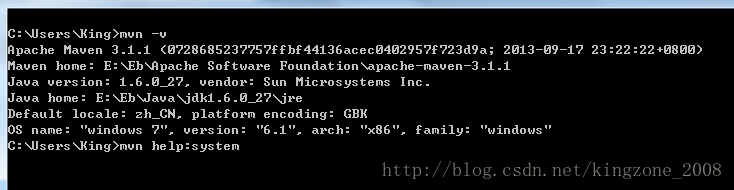 C:\Users\King>mvn -v
Apache Maven 3.1.1 (0728685237757ffbf44136acec0402957f723d9a; 2013-09-17 23:22:22+0800)
Maven home: E:\Eb\Apache Software Foundation\apache-maven-3.1.1
Java version: 1.6.0_27, vendor: Sun Microsystems Inc.
Java home: E:\Eb\Java\jdk1.6.0_27\jre
Default locale: zh_CN, platform encoding: GBK
OS name: "windows 7", version: "6.1", arch: "x86", family: "windows"
C:\Users\King>mvn help:system
http://blog.csdn.net/kingzone_2008